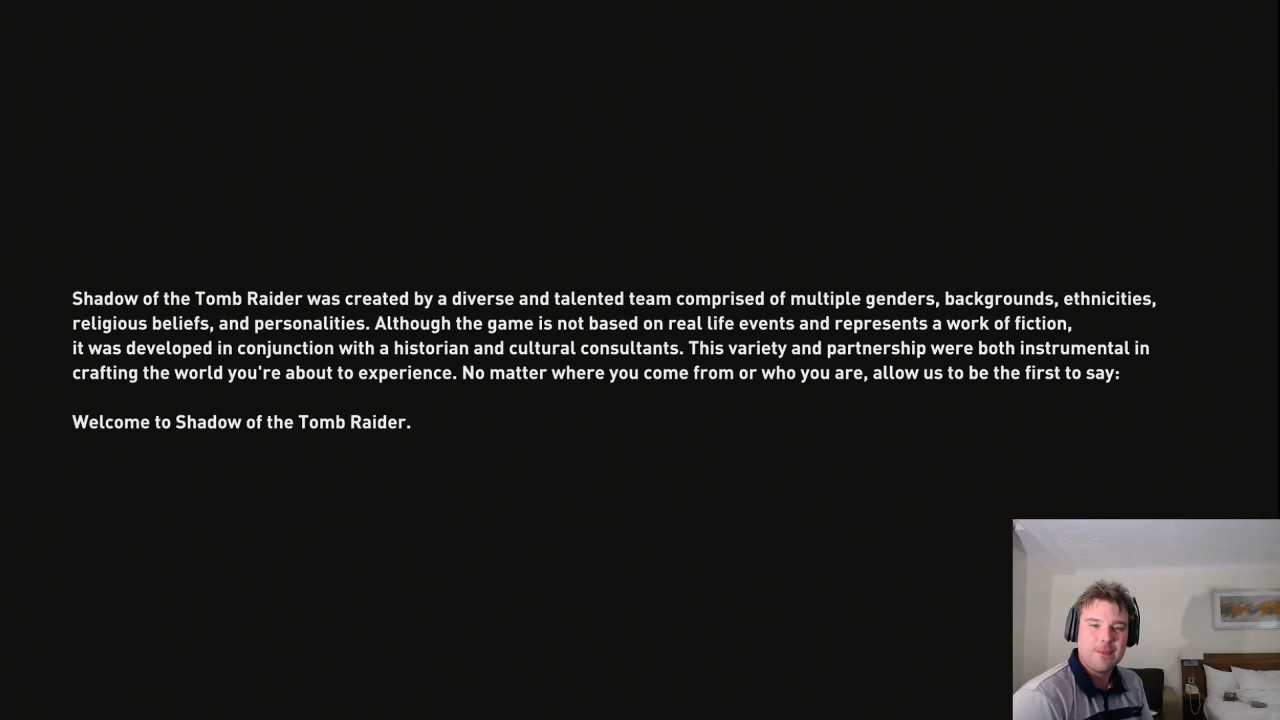 Shadow of the Tomb Raider was created by a diverse and talented team comprised of multiple genders, backgrounds, ethnicities,
religious beliefs, and personalities. Although the game is not based on real life events and represents a work of fiction,
it was developed in conjunction with a historian and cultural consultants. This variety and partnership were both instrumental in
crafting the world you're about to experience. No matter where you come from or who you are, allow us to be the first to say:
Welcome to Shadow of the Tomb Raider.